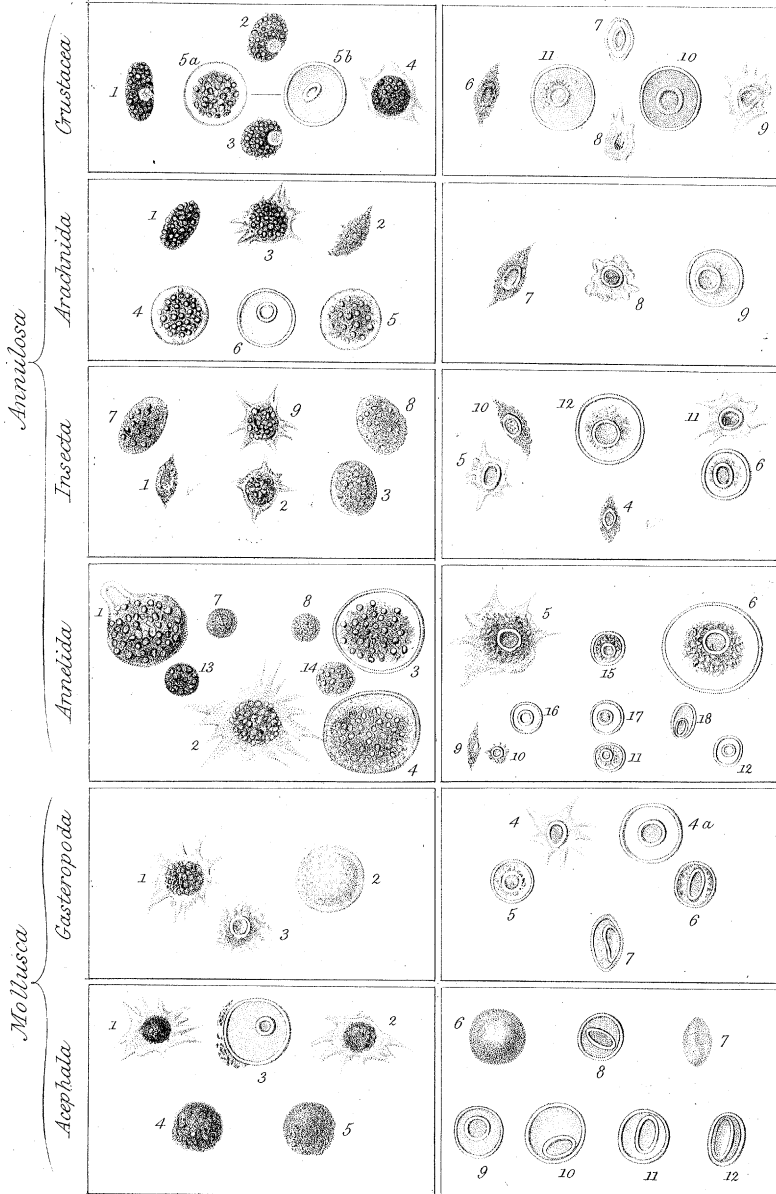 Annulosa
Crustacea
1 2 3 4 5a 5b
6 7 8 9 10 11
Arachnida
1 2 3 4 5 6
7 8 9
Insecta
7 9 8 1 2 3
10 12 11 5 6 4
Annelida
1 7 8 3 13 14 2 4
5 15 6 16 17 18 9 10 11 12
Mollusca
Gasteropoda
1 2 3
4 4a 5 6 7
Acephala
1 2 3 4 5
6 8 7 9 10 11 12